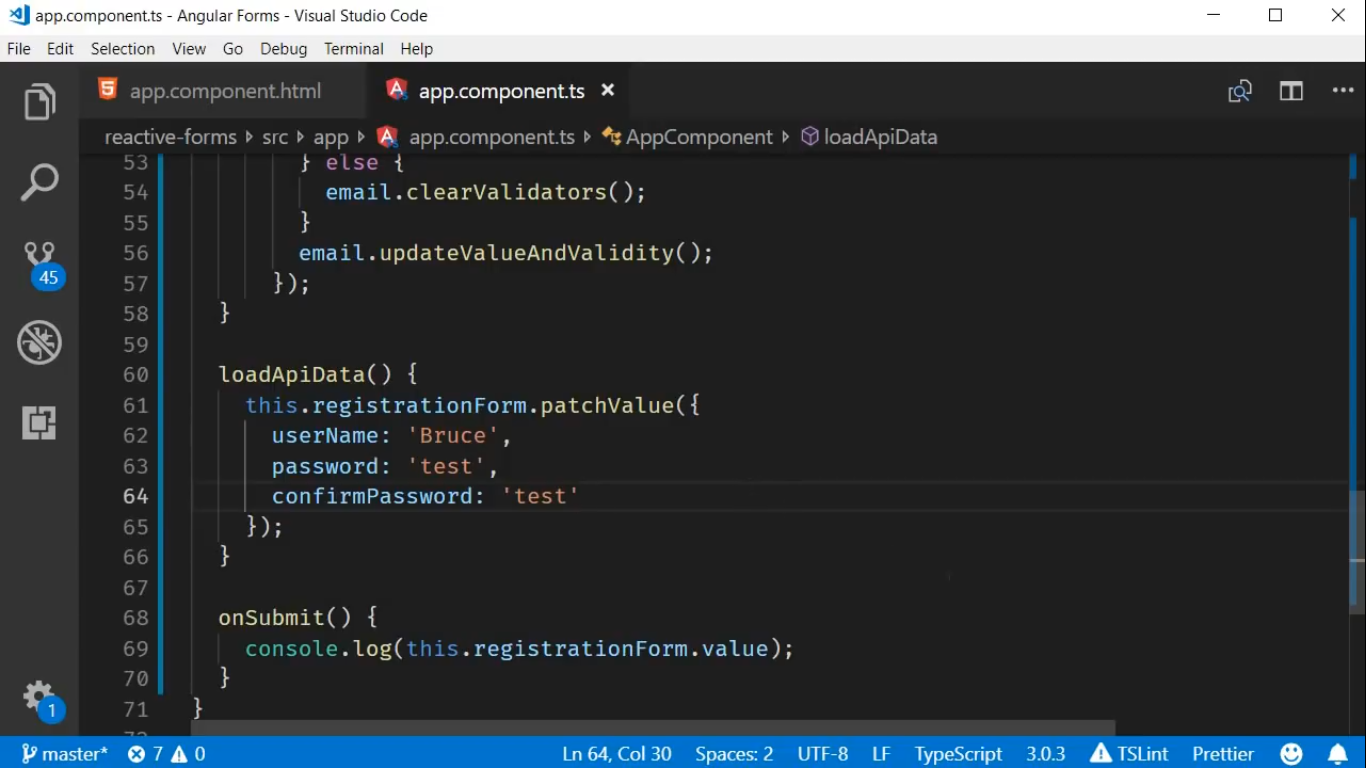 app.component.ts - Angular Forms - Visual Studio Code
File Edit Selection View Go Debug Terminal Help
app.component.html app.component.ts
reactive-forms src app app.component.ts AppComponent loadApiData
53 } else {
54 email.clearValidators();
55 }
56 email.updateValueAndValidity();
57 });
58 }
59
60 loadApiData() {
61 this.registrationForm.patchValue({
62 userName: 'Bruce',
63 password: 'test',
64 confirmPassword: 'test'
65 });
66 }
67
68 onSubmit() {
69 console.log(this.registrationForm.value);
70 }
71 }
45
1
master* 7 0 Ln 64, Col 30 Spaces: 2 UTF-8 LF TypeScript 3.0.3 TSLint Prettier